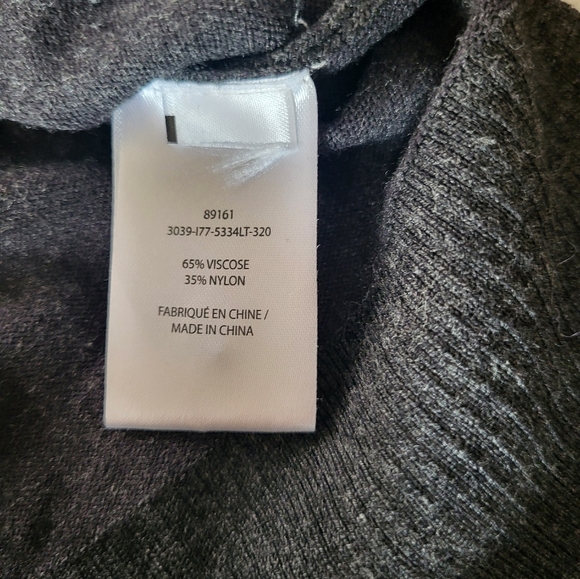 89161
3039-I77-5334LT-320
65% VISCOSE
35% NYLON
FABRIQUÉ EN CHINE /
MADE IN CHINA